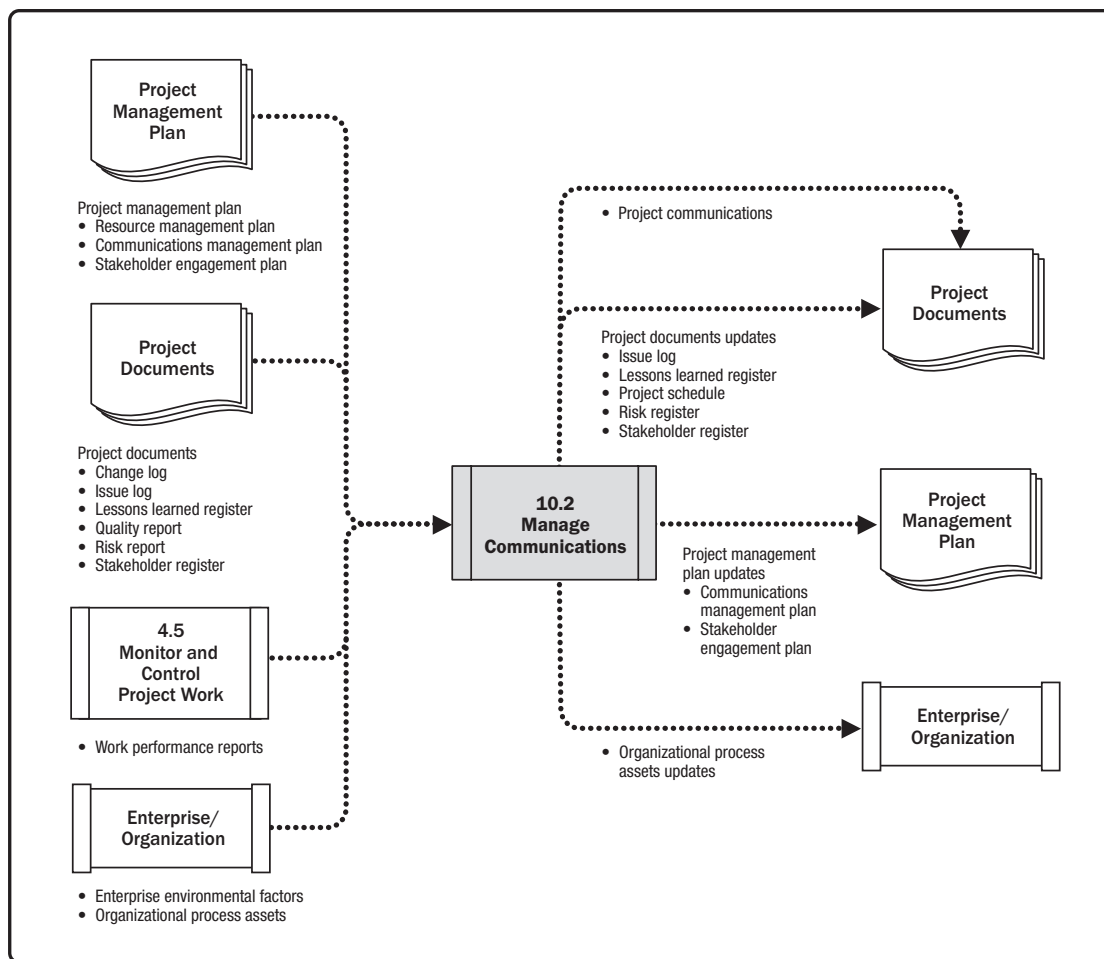 Project
Management
Plan
Project management plan
• Resource management plan
• Communications management plan
• Stakeholder engagement plan
Project
Documents
Project documents
• Change log
• Issue log
• Lessons learned register
• Quality report
• Risk report
• Stakeholder register
4.5
Monitor and
Control
Project Work
• Work performance reports
Enterprise/
Organization
• Enterprise environmental factors
• Organizational process assets
10.2
Manage
Communications
• Project communications
Project
Documents
Project documents updates
• Issue log
• Lessons learned register
• Project schedule
• Risk register
• Stakeholder register
Project
Management
Plan
Project management
plan updates
• Communications
management plan
• Stakeholder
engagement plan
Enterprise/
Organization
• Organizational process
assets updates